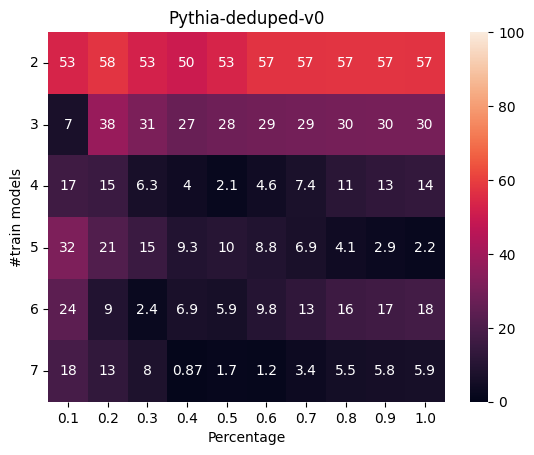 Pythia-deduped-v0
100
2 53 58 53 50 53 57 57 57 57 57
80
3 7 38 31 27 28 29 29 30 30 30
4 17 15 6.3 4 2.1 4.6 7.4 11 13 14
60
#train models
5 32 21 15 9.3 10 8.8 6.9 4.1 2.9 2.2
40
6 24 9 2.4 6.9 5.9 9.8 13 16 17 18
20
7 18 13 8 0.87 1.7 1.2 3.4 5.5 5.8 5.9
0
0.1 0.2 0.3 0.4 0.5 0.6 0.7 0.8 0.9 1.0
Percentage